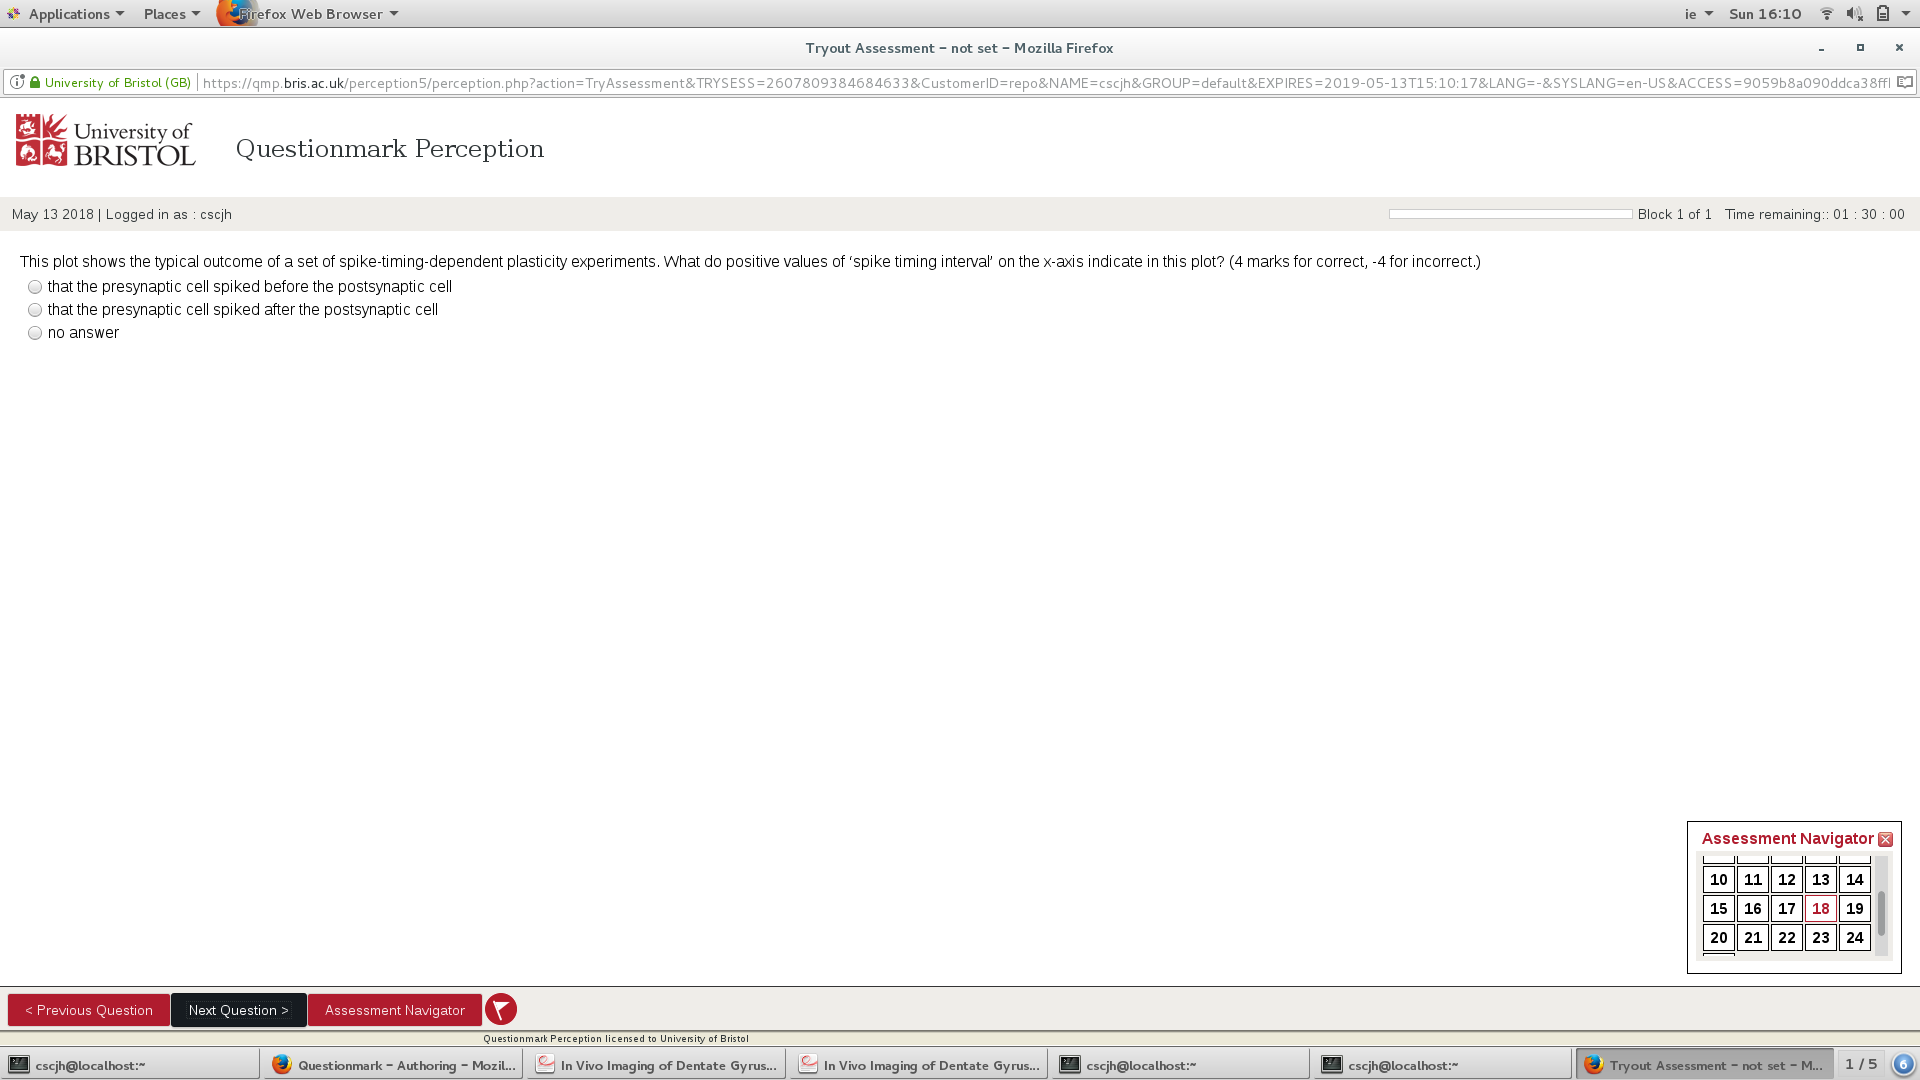 Applications Places Firefox Web Browser ie Sun 16:10
Tryout Assessment - not set - Mozilla Firefox
University of Bristol (GB) https://qmp.bris.ac.uk/perception5/perception.php?action=TryAssessment&TRYSESS=2607809384684633&CustomerID=repo&NAME=cscjh&GROUP=default&EXPIRES=2019-05-13T15:10:17&LANG=-&SYSLANG=en-US&ACCESS=9059b8a090ddca38ffl
University of
BRISTOL
Questionmark Perception
May 13 2018 | Logged in as : cscjh Block 1 of 1 Time remaining:: 01 : 30 : 00
This plot shows the typical outcome of a set of spike-timing-dependent plasticity experiments. What do positive values of ‘spike timing interval’ on the x-axis indicate in this plot? (4 marks for correct, -4 for incorrect.)
that the presynaptic cell spiked before the postsynaptic cell
that the presynaptic cell spiked after the postsynaptic cell
no answer
Assessment Navigator
10 11 12 13 14
15 16 17 18 19
20 21 22 23 24
< Previous Question Next Question > Assessment Navigator
Questionmark Perception licensed to University of Bristol
cscjh@localhost:~ Questionmark - Authoring - Mozil... In Vivo Imaging of Dentate Gyrus... In Vivo Imaging of Dentate Gyrus... cscjh@localhost:~ cscjh@localhost:~ Tryout Assessment - not set - M... 1 / 5 6